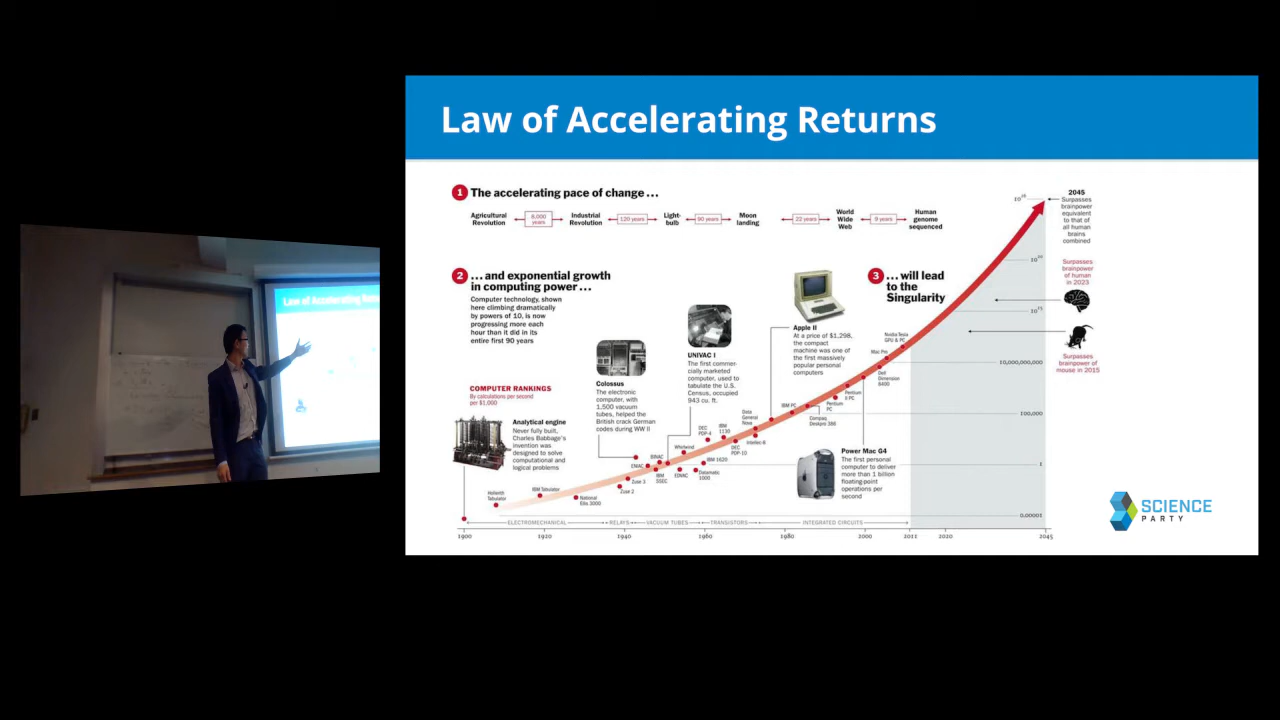 Law of Accelerating Returns
1 The accelerating pace of change ...
Agricultural
Revolution
8,000
years
Industrial
Revolution
120 years
Light-
bulb
90 years
Moon
landing
22 years
World
Wide
Web
9 years
Human
genome
sequenced
2 ... and exponential growth
in computing power ...
Computer technology, shown
here climbing dramatically
by powers of 10, is now
progressing more each
hour than it did in its
entire first 90 years
3 ... will lead
to the
Singularity
2045
Surpasses
brainpower
equivalent
to that of
all human
brains
combined
Surpasses
brainpower
of human
in 2023
Surpasses
brainpower of
mouse in 2015
COMPUTER RANKINGS
By calculations per second
per $1,000
Analytical engine
Never fully built,
Charles Babbage's
invention was
designed to solve
computational and
logical problems
Colossus
The electronic
computer, with
1,500 vacuum
tubes, helped the
British crack German
codes during WW II
UNIVAC I
The first commer-
cially marketed
computer, used to
tabulate the U.S.
Census, occupied
943 cu. ft.
Apple II
At a price of $1,298,
the compact
machine was one of
the first massively
popular personal
computers
Power Mac G4
The first personal
computer to deliver
more than 1 billion
floating-point
operations per
second
Hollerith
Tabulator
IBM Tabulator
National
Ellis 3000
Zuse 2
Zuse 3
ENIAC
BINAC
IBM
SSEC
Whirlwind
EDVAC
Datamatic
1000
IBM 1620
DEC
PDP-4
IBM
1130
DEC
PDP-10
Data
General
Nova
Intellec-8
IBM PC
Compaq
Deskpro 386
Pentium
PC
Pentium
II PC
Dell
Dimension
8400
Mac Pro
Nvidia Tesla
GPU & PC
10,000,000,000
100,000
1
0.00001
ELECTROMECHANICAL
RELAYS
VACUUM TUBES
TRANSISTORS
INTEGRATED CIRCUITS
1900
1920
1940
1960
1980
2000
2011
2020
2045
SCIENCE
PARTY
Law of Accelerating Retu